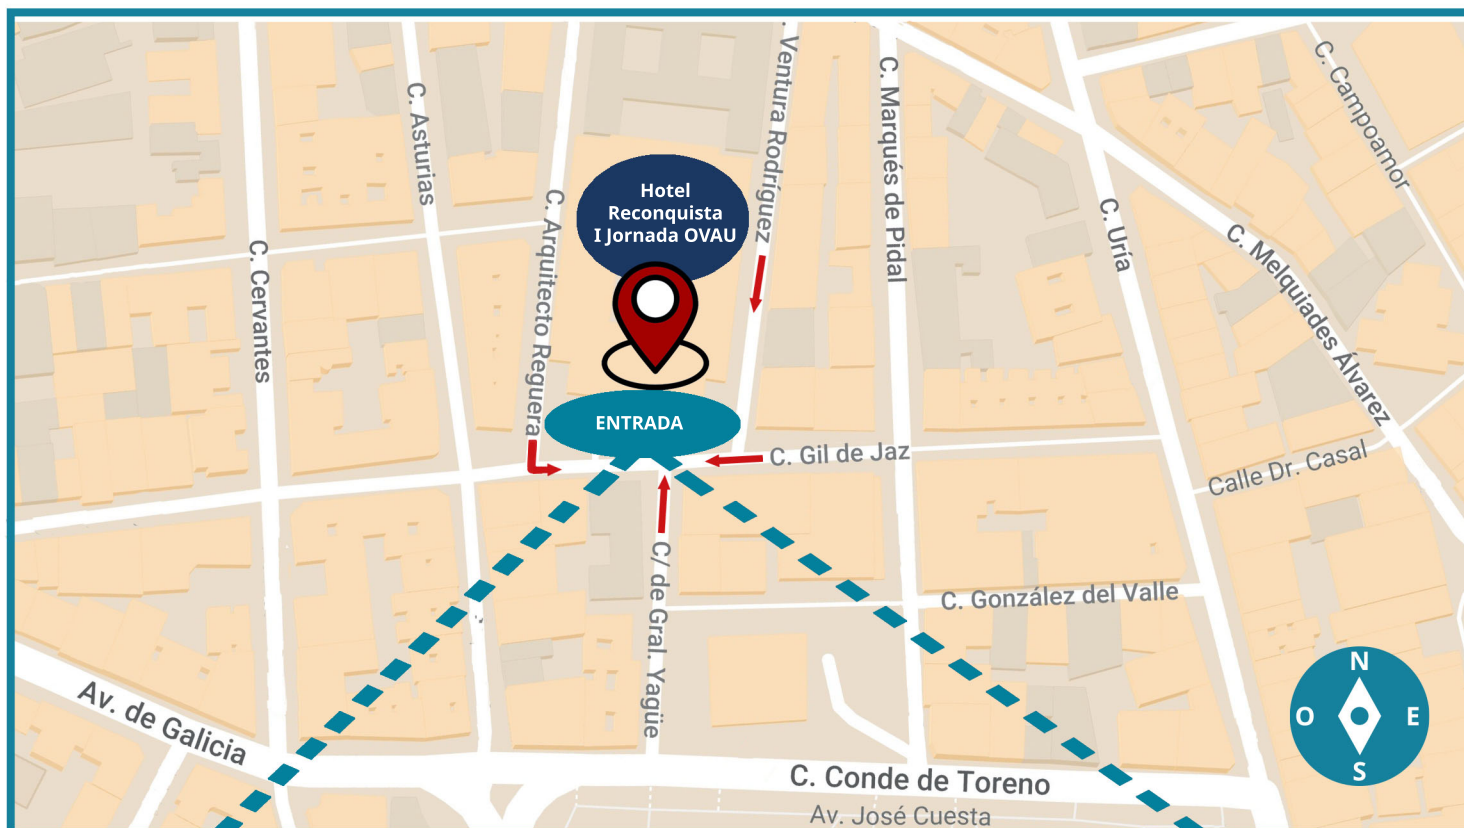 Ventura Rodríguez
C. Campoamor
C. Marqués de Pidal
C. Asturias
Hotel
Reconquista
I Jornada OVAU
C. Arquitecto Reguera
C. Uría
C. Melquiades Álvarez
C. Cervantes
ENTRADA
C. Gil de Jaz
Calle Dr. Casal
C/ de Gral. Yagüe
C. González del Valle
Av. de Galicia
N
O
E
S
C. Conde de Toreno
Av. José Cuesta